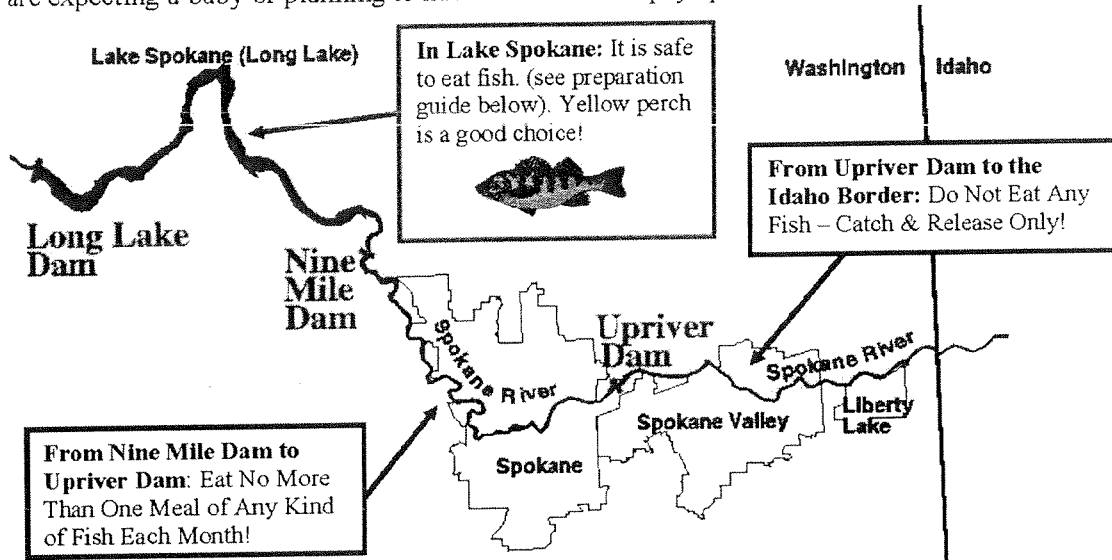 are expecting a baby or planning to
Lake Spokane (Long Lake)
In Lake Spokane: It is safe
to eat fish. (see preparation
guide below). Yellow perch
is a good choice!
Washington
Idaho
From Upriver Dam to the
Idaho Border: Do Not Eat Any
Fish – Catch & Release Only!
Long Lake
Dam
Nine
Mile
Dam
Upriver
Dam
Spokane River
Spokane River
Liberty
Lake
Spokane Valley
Spokane
From Nine Mile Dam to
Upriver Dam: Eat No More
Than One Meal of Any Kind
of Fish Each Month!